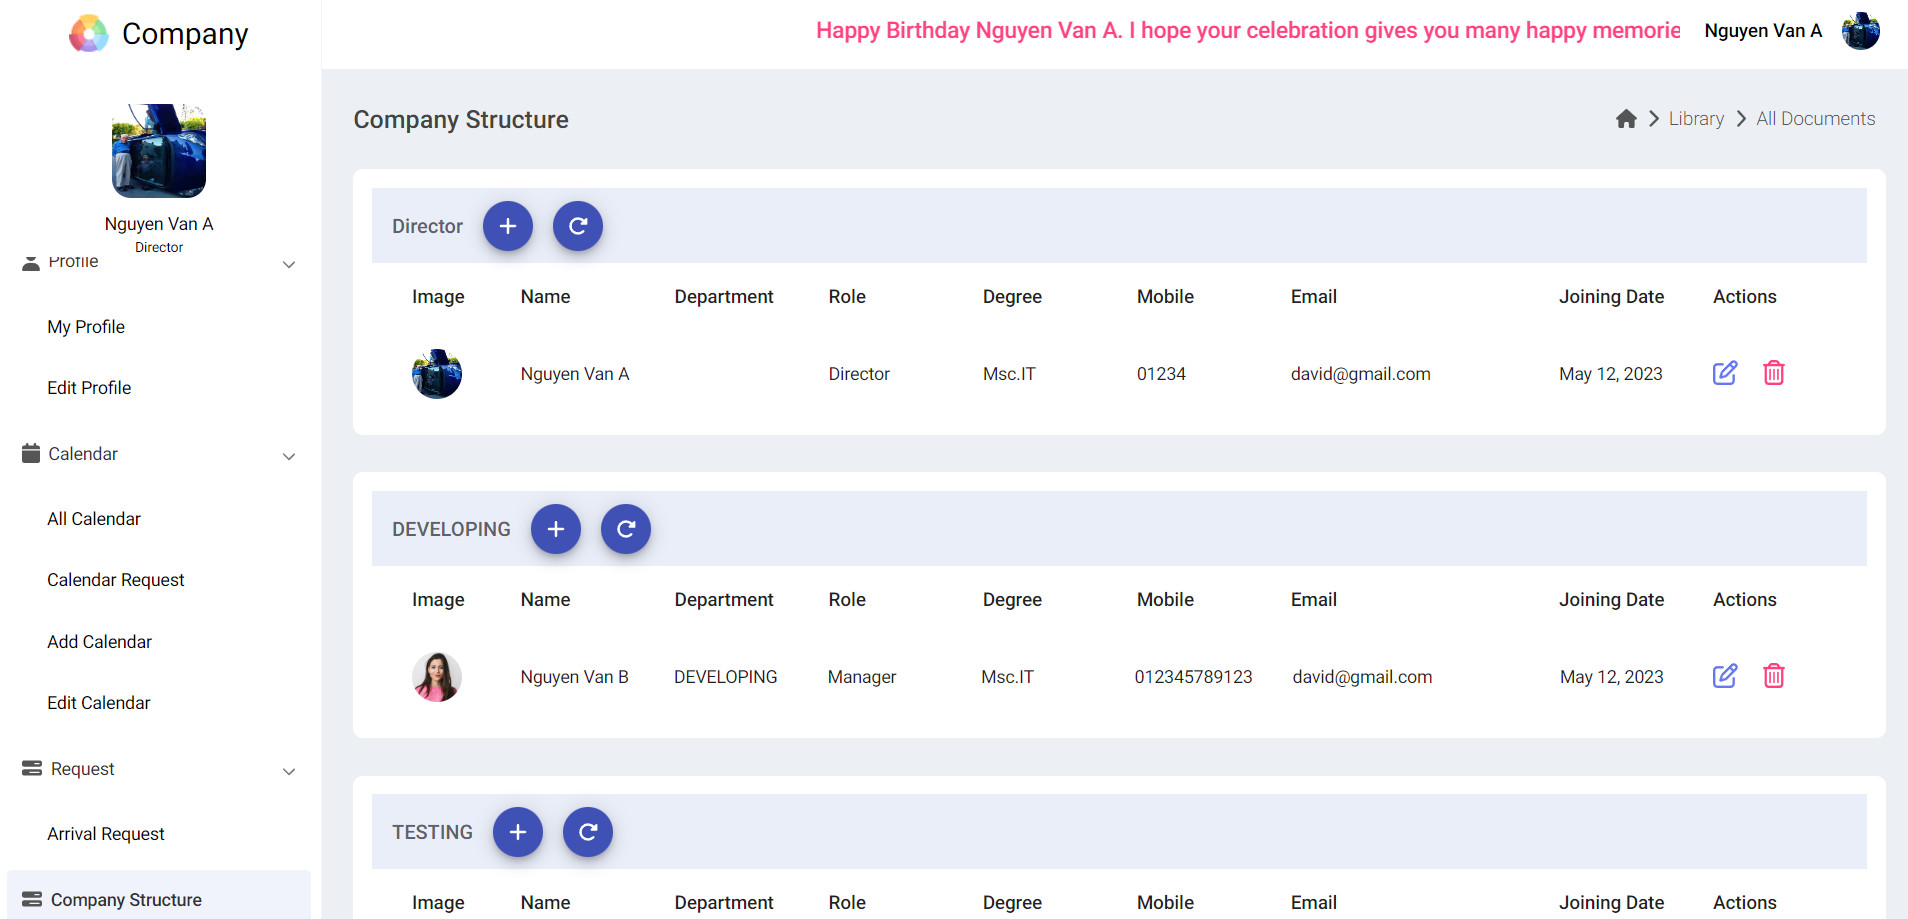 Company
Happy Birthday Nguyen Van A. I hope your celebration gives you many happy memorie
Nguyen Van A
Nguyen Van A
Director
Profile
My Profile
Edit Profile
Calendar
All Calendar
Calendar Request
Add Calendar
Edit Calendar
Request
Arrival Request
Company Structure
Company Structure
Library All Documents
Director
Image Name Department Role Degree Mobile Email Joining Date Actions
Nguyen Van A Director Msc.IT 01234 david@gmail.com May 12, 2023
DEVELOPING
Image Name Department Role Degree Mobile Email Joining Date Actions
Nguyen Van B DEVELOPING Manager Msc.IT 012345789123 david@gmail.com May 12, 2023
TESTING
Image Name Department Role Degree Mobile Email Joining Date Actions